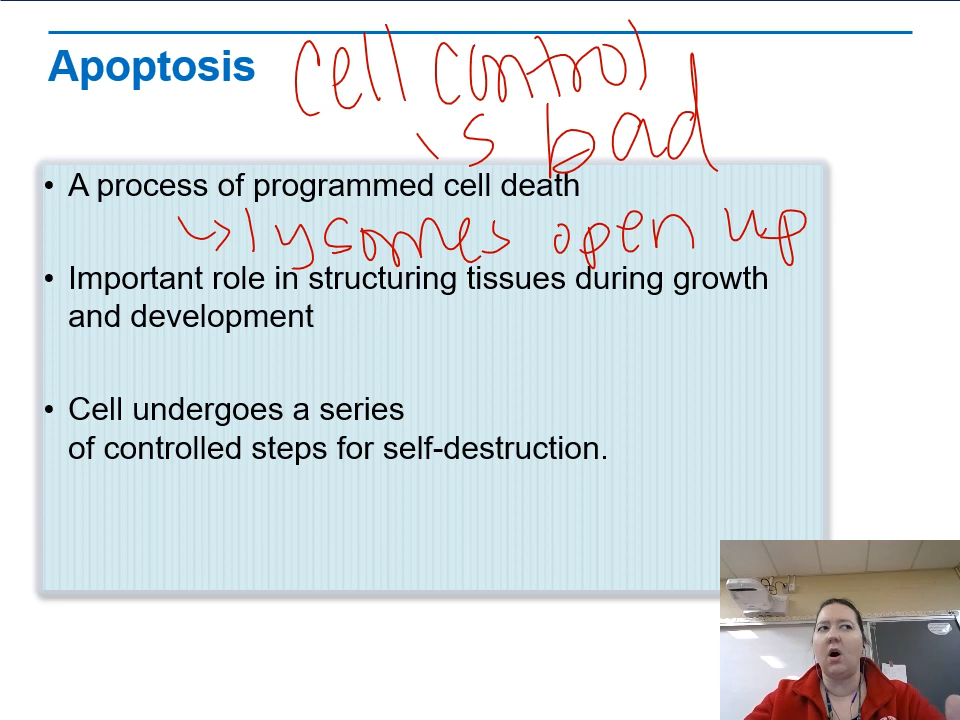 Apoptosis
cell control
is bad
• A process of programmed cell death
↳ lysomes open up
• Important role in structuring tissues during growth
and development
• Cell undergoes a series
of controlled steps for self-destruction.